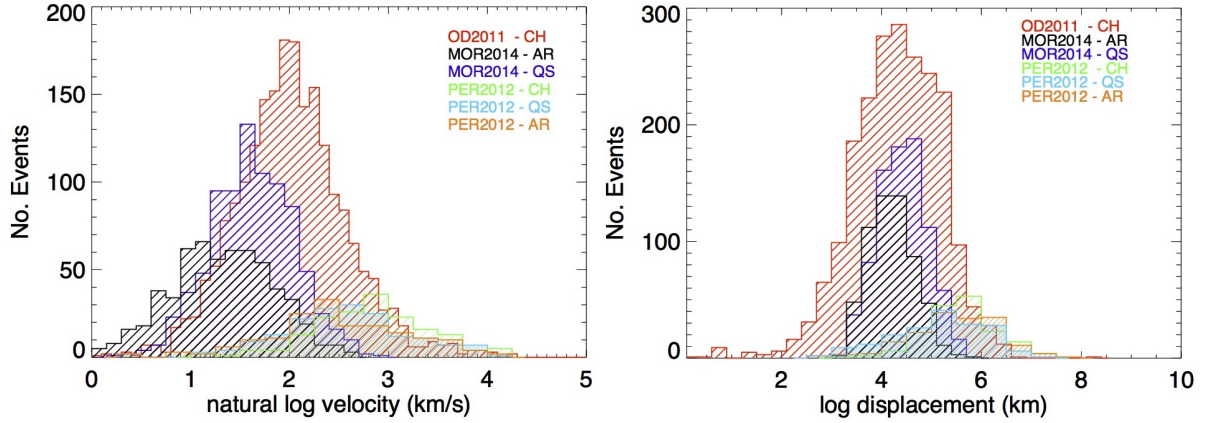 200
150
100
50
0
No. Events
OD2011 - CH
MOR2014 - AR
MOR2014 - QS
PER2012 - CH
PER2012 - QS
PER2012 - AR
0 1 2 3 4 5
natural log velocity (km/s)
300
200
100
0
No. Events
OD2011 - CH
MOR2014 - AR
MOR2014 - QS
PER2012 - CH
PER2012 - QS
PER2012 - AR
2 4 6 8 10
log displacement (km)